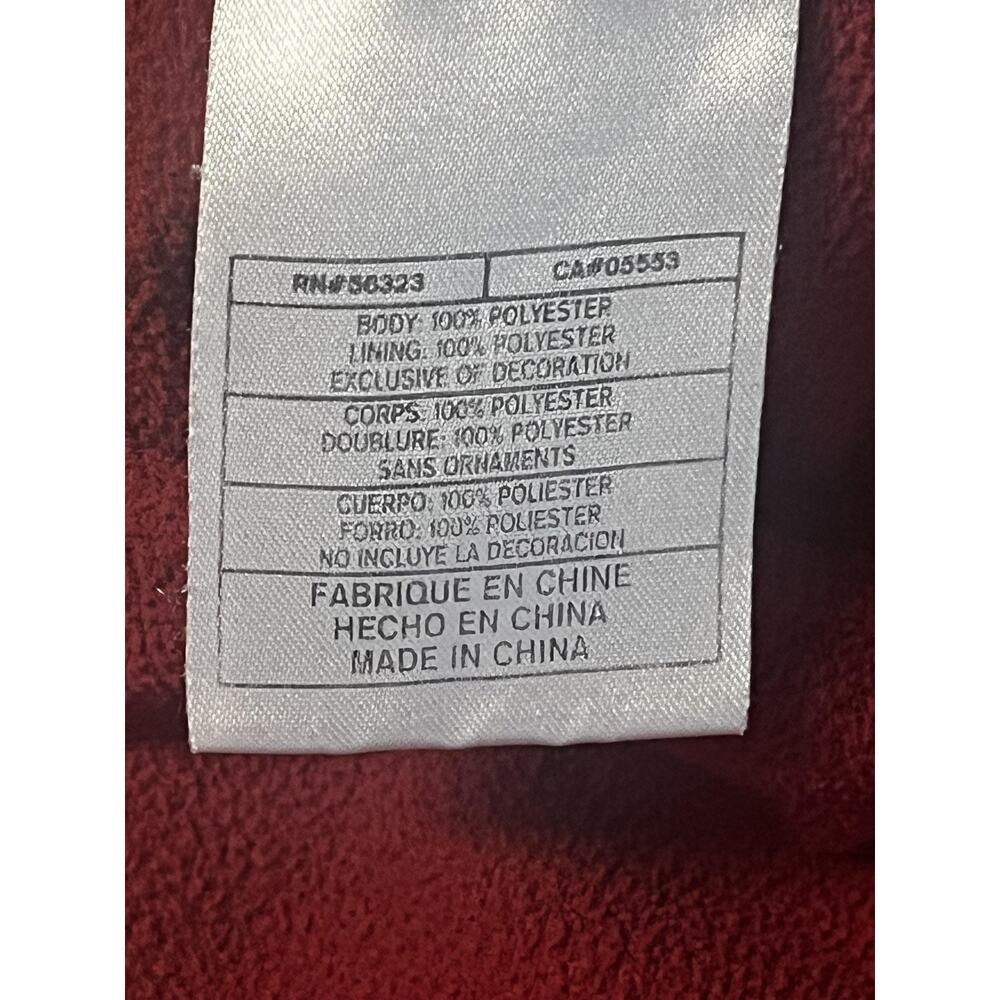 RN#56323 CA#05553
BODY: 100% POLYESTER
LINING: 100% POLYESTER
EXCLUSIVE OF DECORATION
CORPS: 100% POLYESTER
DOUBLURE: 100% POLYESTER
SANS ORNAMENTS
CUERPO: 100% POLIESTER
FORRO: 100% POLIESTER
NO INCLUYE LA DECORACION
FABRIQUE EN CHINE
HECHO EN CHINA
MADE IN CHINA